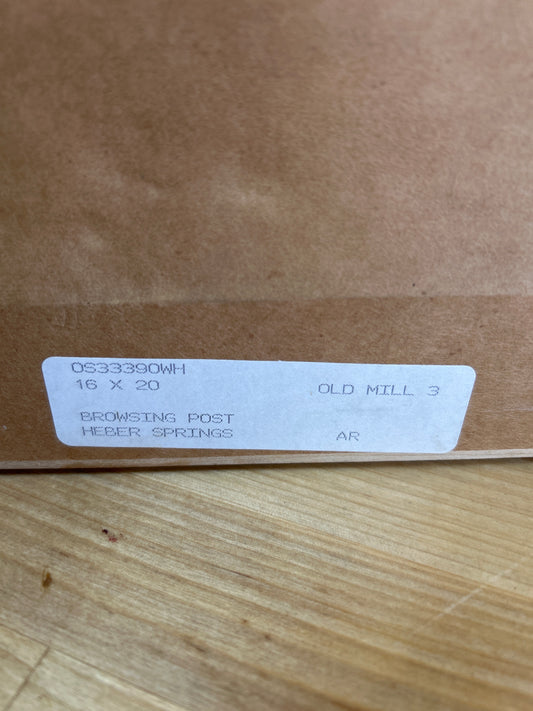 OS33390WH
16 X 20 OLD MILL 3
BROWSING POST
HEBER SPRINGS AR